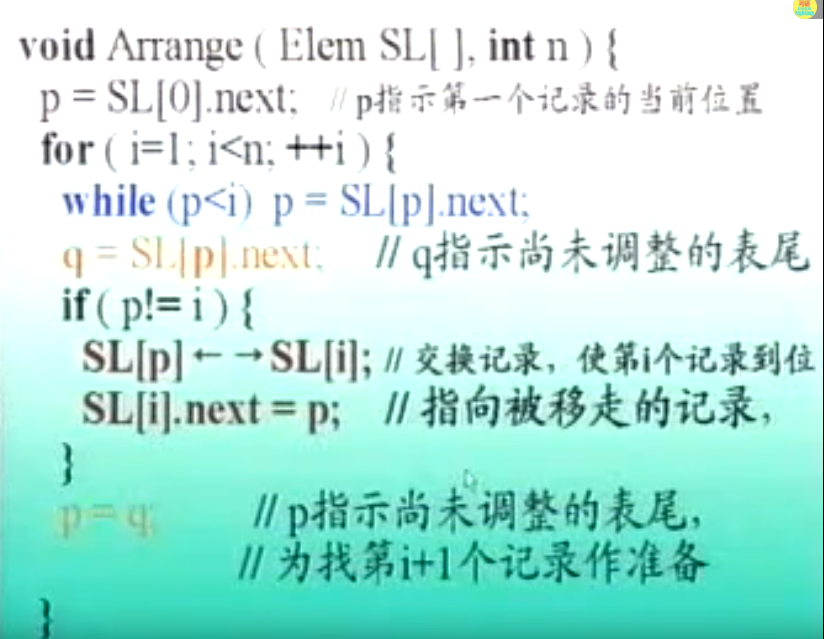 void Arrange ( Elem SL[ ], int n ) {
p = SL[0].next; // p指示第一个记录的当前位置
for ( i=1; i<n; ++i ) {
while (p<i) p = SL[p].next;
q = SL[p].next; // q指示尚未调整的表尾
if ( p!= i ) {
SL[p]←→SL[i]; // 交换记录，使第i个记录到位
SL[i].next = p; // 指向被移走的记录，
}
p = q; // p指示尚未调整的表尾，
// 为找第i+1个记录作准备
}